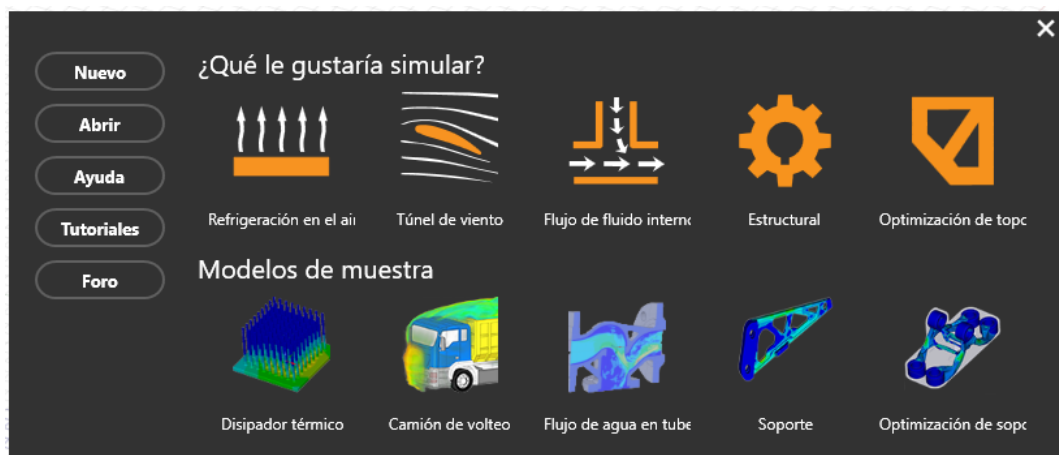 Nuevo
¿Qué le gustaría simular?
Abrir
Ayuda
Tutoriales
Foro
Refrigeración en el air
Túnel de viento
Flujo de fluido interno
Estructural
Optimización de topo
Modelos de muestra
Disipador térmico
Camión de volteo
Flujo de agua en tube
Soporte
Optimización de sopo